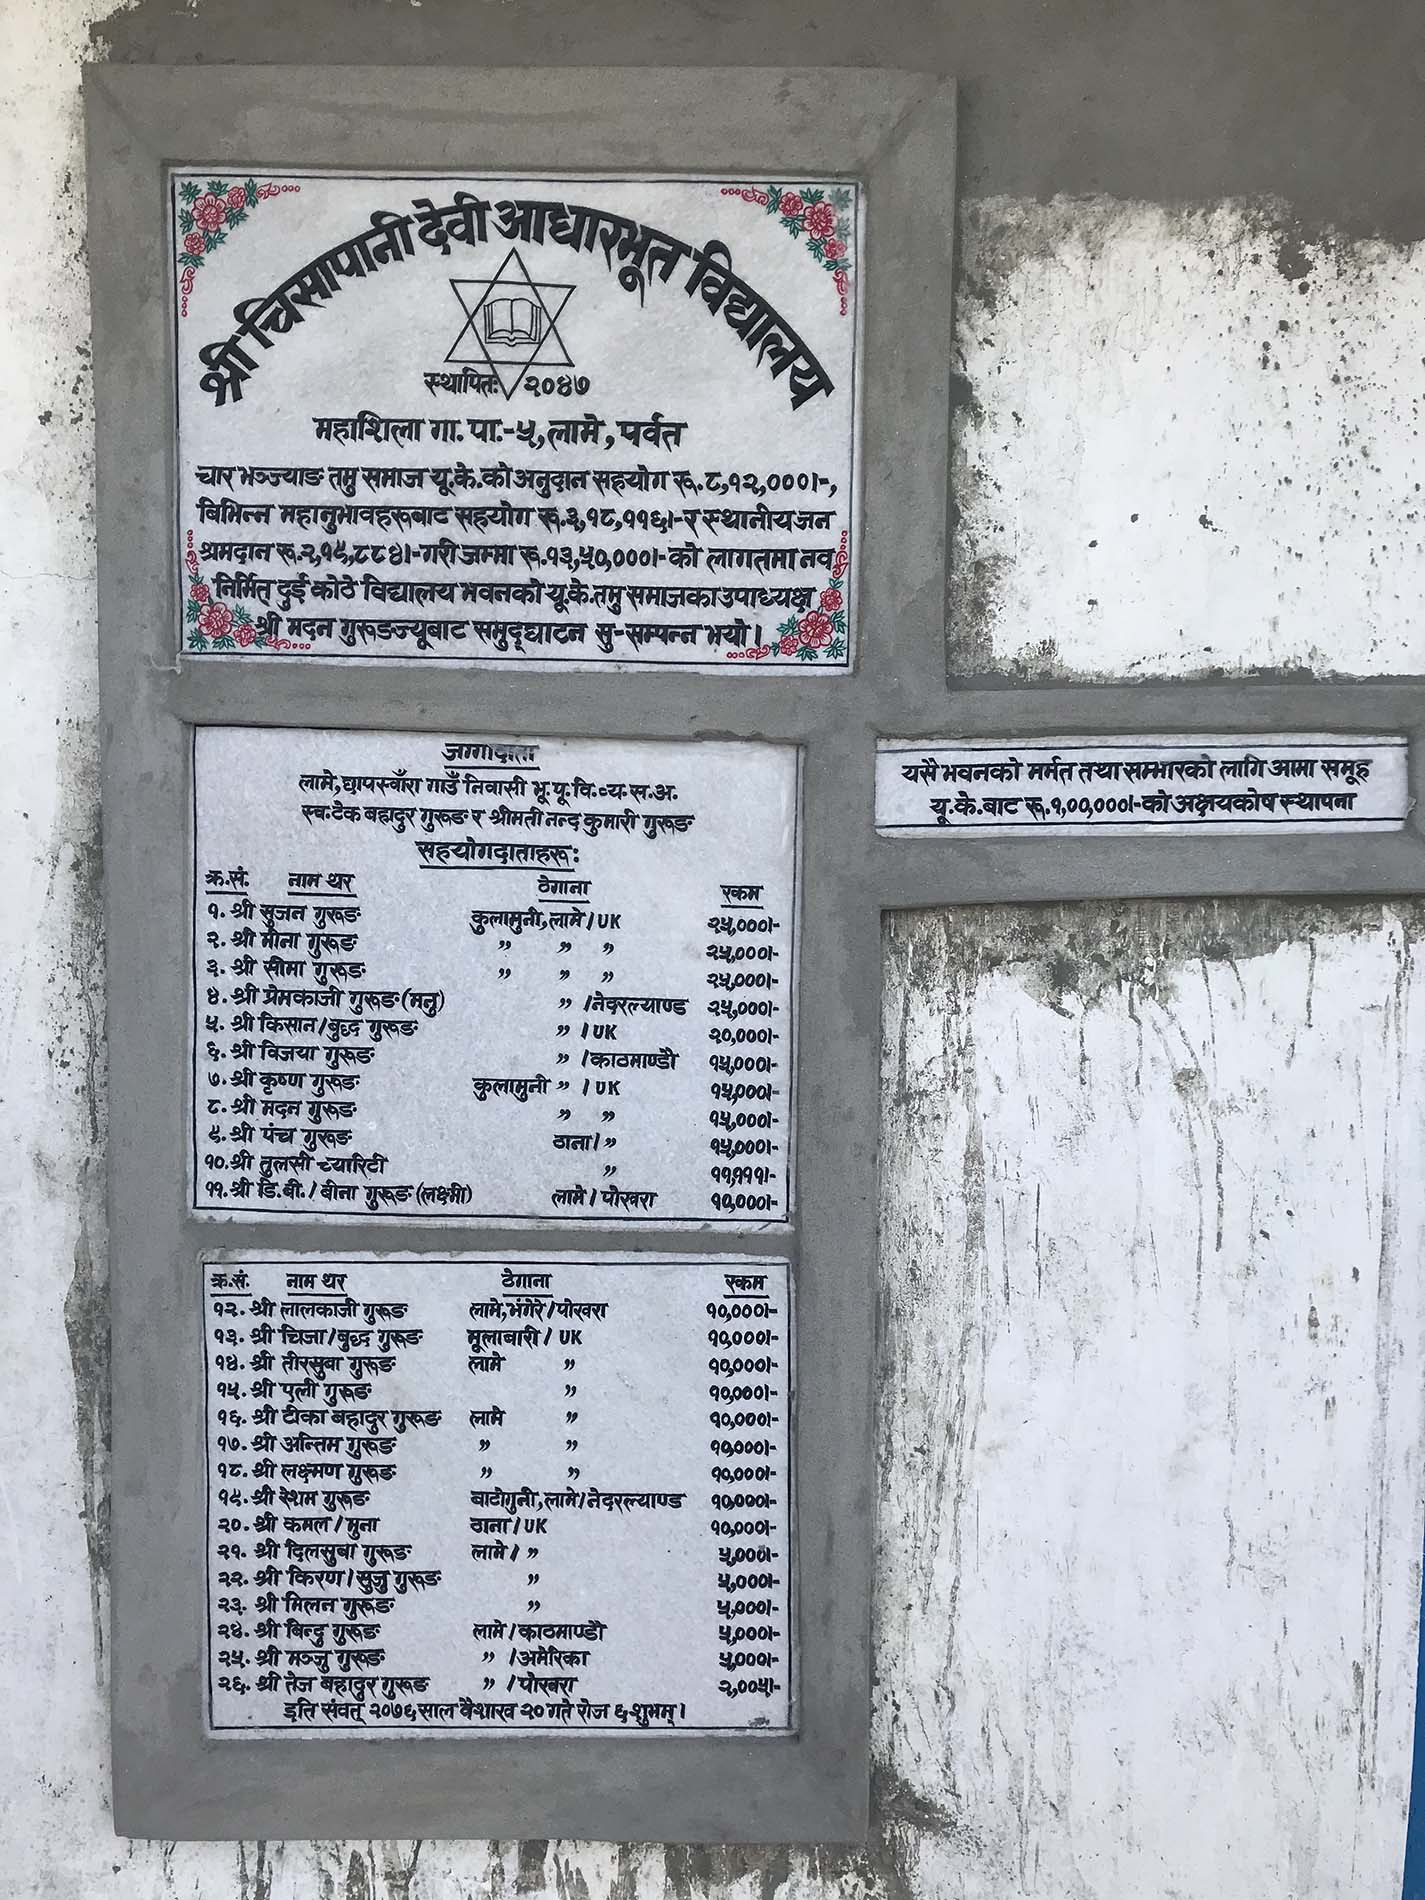 श्री चिसापानी देवी आधारभूत विद्यालय
स्थापितः २०४७
महाशिला गा. पा.-५, लामे, पर्वत
चार भञ्ज्याङ तमु समाज यू.के.को अनुदान सहयोग रू.८,१२,०००।-,
विभिन्न महानुभावहरूबाट सहयोग रू.३,१८,११६।- र स्थानीय जन
श्रमदान रू.२,१५,८८४।- गरी जम्मा रू.१३,५०,०००।- को लागतमा नव
निर्मित दुई कोठे विद्यालय भवनको यू.के.तमु समाजका उपाध्यक्ष
श्री मदन गुरूङज्यूबाट समुद्घाटन सु-सम्पन्न भयो।
जग्गादाता
लामे, छापस्वाँरा गाउँ निवासी भू.पू.वि.व्य.स.अ.
स्व.टेक बहादुर गुरूङ र श्रीमती नन्द कुमारी गुरूङ
सहयोगदाताहरू:
क्र.सं. नाम थर ठेगाना रकम
१. श्री सुजन गुरूङ कुलामुनी, लामे/UK २५,०००।-
२. श्री मीना गुरूङ " " " २५,०००।-
३. श्री सीमा गुरूङ " " " २५,०००।-
४. श्री प्रेमकाजी गुरूङ (मनु) " /नेदरल्याण्ड २५,०००।-
५. श्री किसान/बुद्ध गुरूङ " /UK २०,०००।-
६. श्री विजया गुरूङ " /काठमाण्डौ १५,०००।-
७. श्री कृष्ण गुरूङ कुलामुनी " / UK १५,०००।-
८. श्री मदन गुरूङ " " १५,०००।-
९. श्री पंच गुरूङ ठाना/ " १५,०००।-
१०. श्री तुलसी च्यारिटी " ११,१११।-
११. श्री डि.बी./बीना गुरूङ (लक्ष्मी) लामे/पोखरा १०,०००।-
यसै भवनको मर्मत तथा सम्भारको लागि आमा समूह
यू.के.बाट रू.१,००,०००।- को अक्षयकोष स्थापना
क्र.सं. नाम थर ठेगाना रकम
१२. श्री लालकाजी गुरूङ लामे, भंगेरे/पोखरा १०,०००।-
१३. श्री चिजा/बुद्ध गुरूङ मूलाबारी/UK १०,०००।-
१४. श्री तीरसुबा गुरूङ लामे " १०,०००।-
१५. श्री पुली गुरूङ " १०,०००।-
१६. श्री टीका बहादुर गुरूङ लामे " १०,०००।-
१७. श्री अन्तिम गुरूङ " " १०,०००।-
१८. श्री लक्ष्मण गुरूङ " " १०,०००।-
१९. श्री रेशम गुरूङ बाटोगुनी, लामे/नेदरल्याण्ड १०,०००।-
२०. श्री कमल/मुना ठाना/UK १०,०००।-
२१. श्री दिलसुबा गुरूङ लामे/ " ५,०००।-
२२. श्री किरण/सुजु गुरूङ " ५,०००।-
२३. श्री मिलन गुरूङ " ५,०००।-
२४. श्री बिन्दु गुरूङ लामे/काठमाण्डौ ५,०००।-
२५. श्री मञ्जु गुरूङ " /अमेरिका ५,०००।-
२६. श्री तेज बहादुर गुरूङ " /पोखरा २,००५।-
इति संवत् २०७६ साल वैशाख २० गते रोज ६ शुभम्।